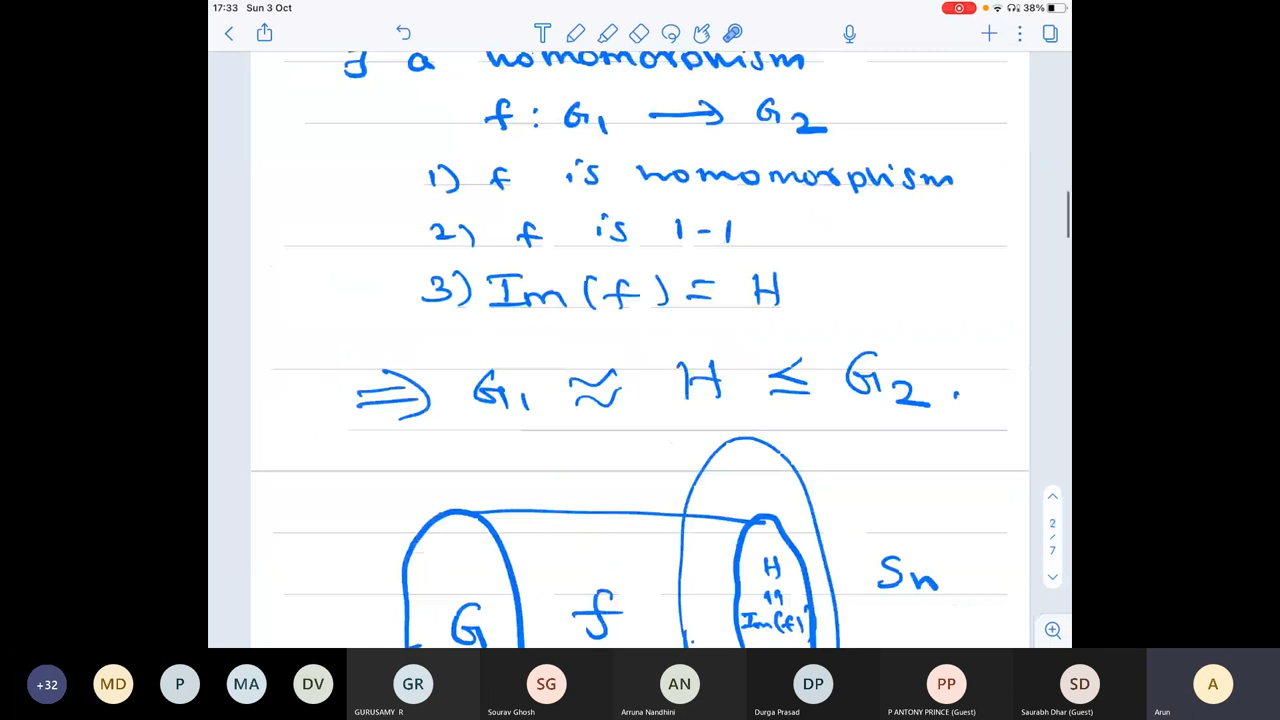 17:33 Sun 3 Oct
38%
∃ a homomorphism
f : G₁ ⟶ G₂
1) f is homomorphism
2) f is 1-1
3) Im(f) = H
⟹ G₁ ≈ H ≤ G₂.
H
Sn
G f Im(f)
2
/
7
+32 MD P MA DV GR SG AN DP PP SD A
GURUSAMY R Sourav Ghosh Arruna Nandhini Durga Prasad P ANTONY PRINCE (Guest) Saurabh Dhar (Guest) Arun